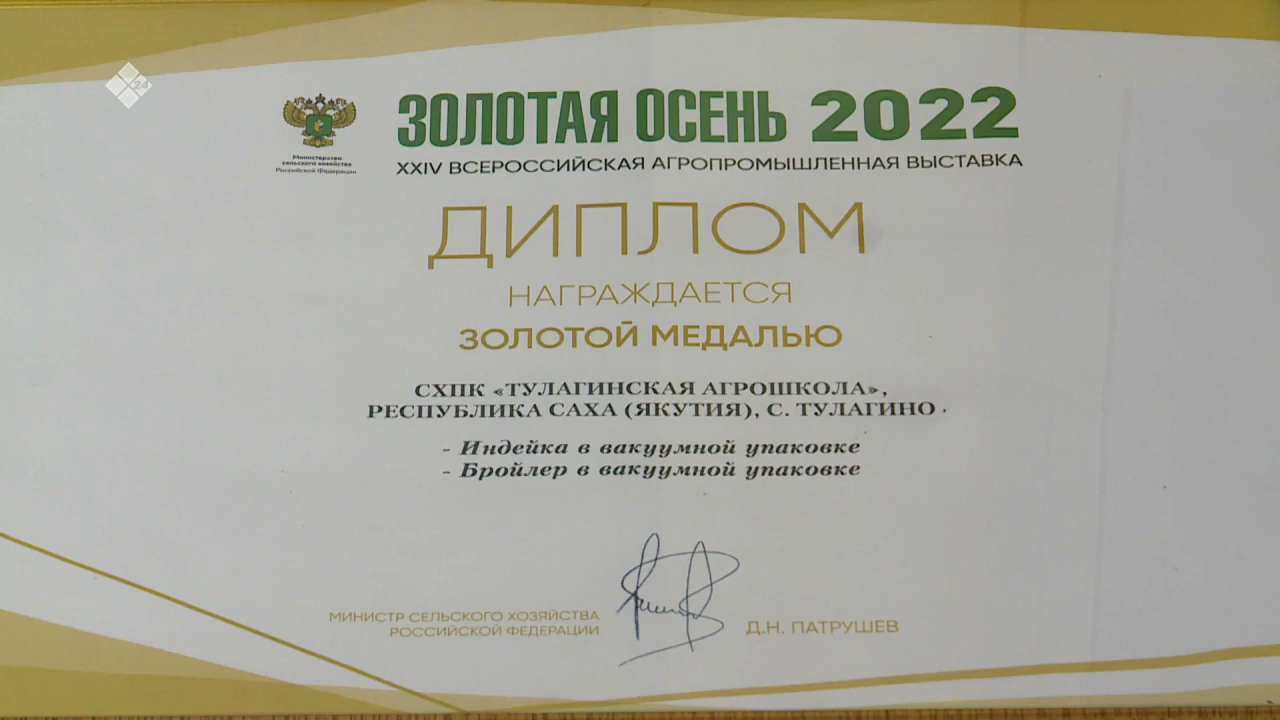 24
ЗОЛОТАЯ ОСЕНЬ 2022
Министерство
сельского хозяйства
Российской Федерации
XXIV ВСЕРОССИЙСКАЯ АГРОПРОМЫШЛЕННАЯ ВЫСТАВКА
ДИПЛОМ
НАГРАЖДАЕТСЯ
ЗОЛОТОЙ МЕДАЛЬЮ
СХПК «ТУЛАГИНСКАЯ АГРОШКОЛА»,
РЕСПУБЛИКА САХА (ЯКУТИЯ), С. ТУЛАГИНО
- Индейка в вакуумной упаковке
- Бройлер в вакуумной упаковке
МИНИСТР СЕЛЬСКОГО ХОЗЯЙСТВА
РОССИЙСКОЙ ФЕДЕРАЦИИ
Д.Н. ПАТРУШЕВ